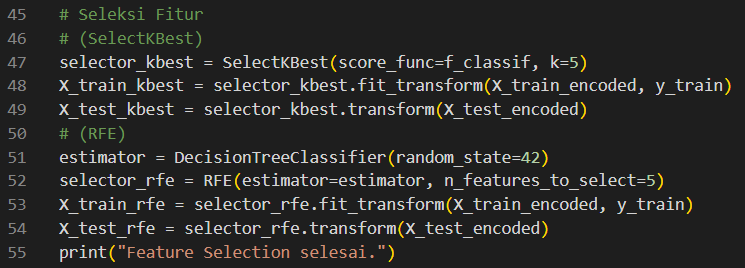 45 # Seleksi Fitur
46 # (SelectKBest)
47 selector_kbest = SelectKBest(score_func=f_classif, k=5)
48 X_train_kbest = selector_kbest.fit_transform(X_train_encoded, y_train)
49 X_test_kbest = selector_kbest.transform(X_test_encoded)
50 # (RFE)
51 estimator = DecisionTreeClassifier(random_state=42)
52 selector_rfe = RFE(estimator=estimator, n_features_to_select=5)
53 X_train_rfe = selector_rfe.fit_transform(X_train_encoded, y_train)
54 X_test_rfe = selector_rfe.transform(X_test_encoded)
55 print("Feature Selection selesai.")